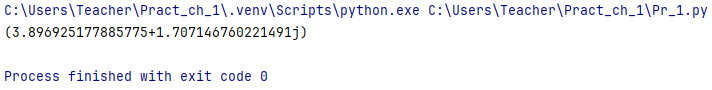 C:\Users\Teacher\Pract_ch_1\.venv\Scripts\python.exe C:\Users\Teacher\Pract_ch_1\Pr_1.py
(3.896925177885775+1.707146760221491j)
Process finished with exit code 0